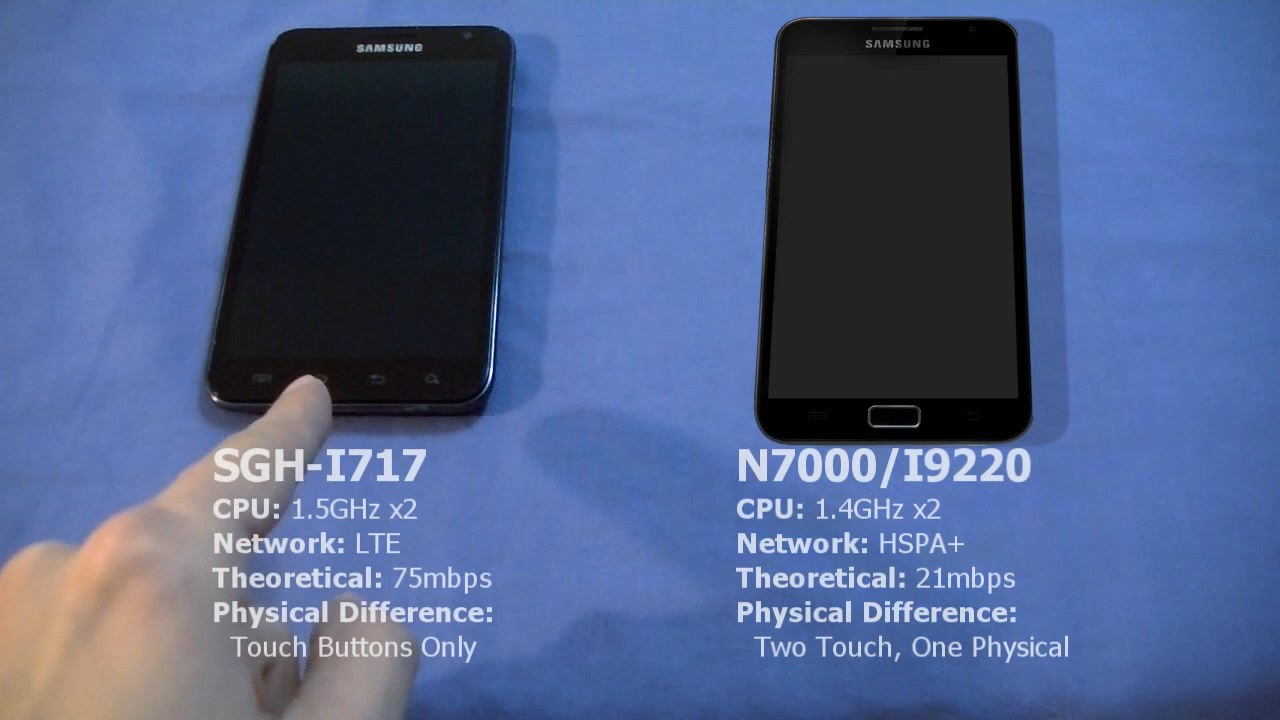 SAMSUNG
SAMSUNG
SGH-I717
CPU: 1.5GHz x2
Network: LTE
Theoretical: 75mbps
Physical Difference:
Touch Buttons Only
N7000/I9220
CPU: 1.4GHz x2
Network: HSPA+
Theoretical: 21mbps
Physical Difference:
Two Touch, One Physical